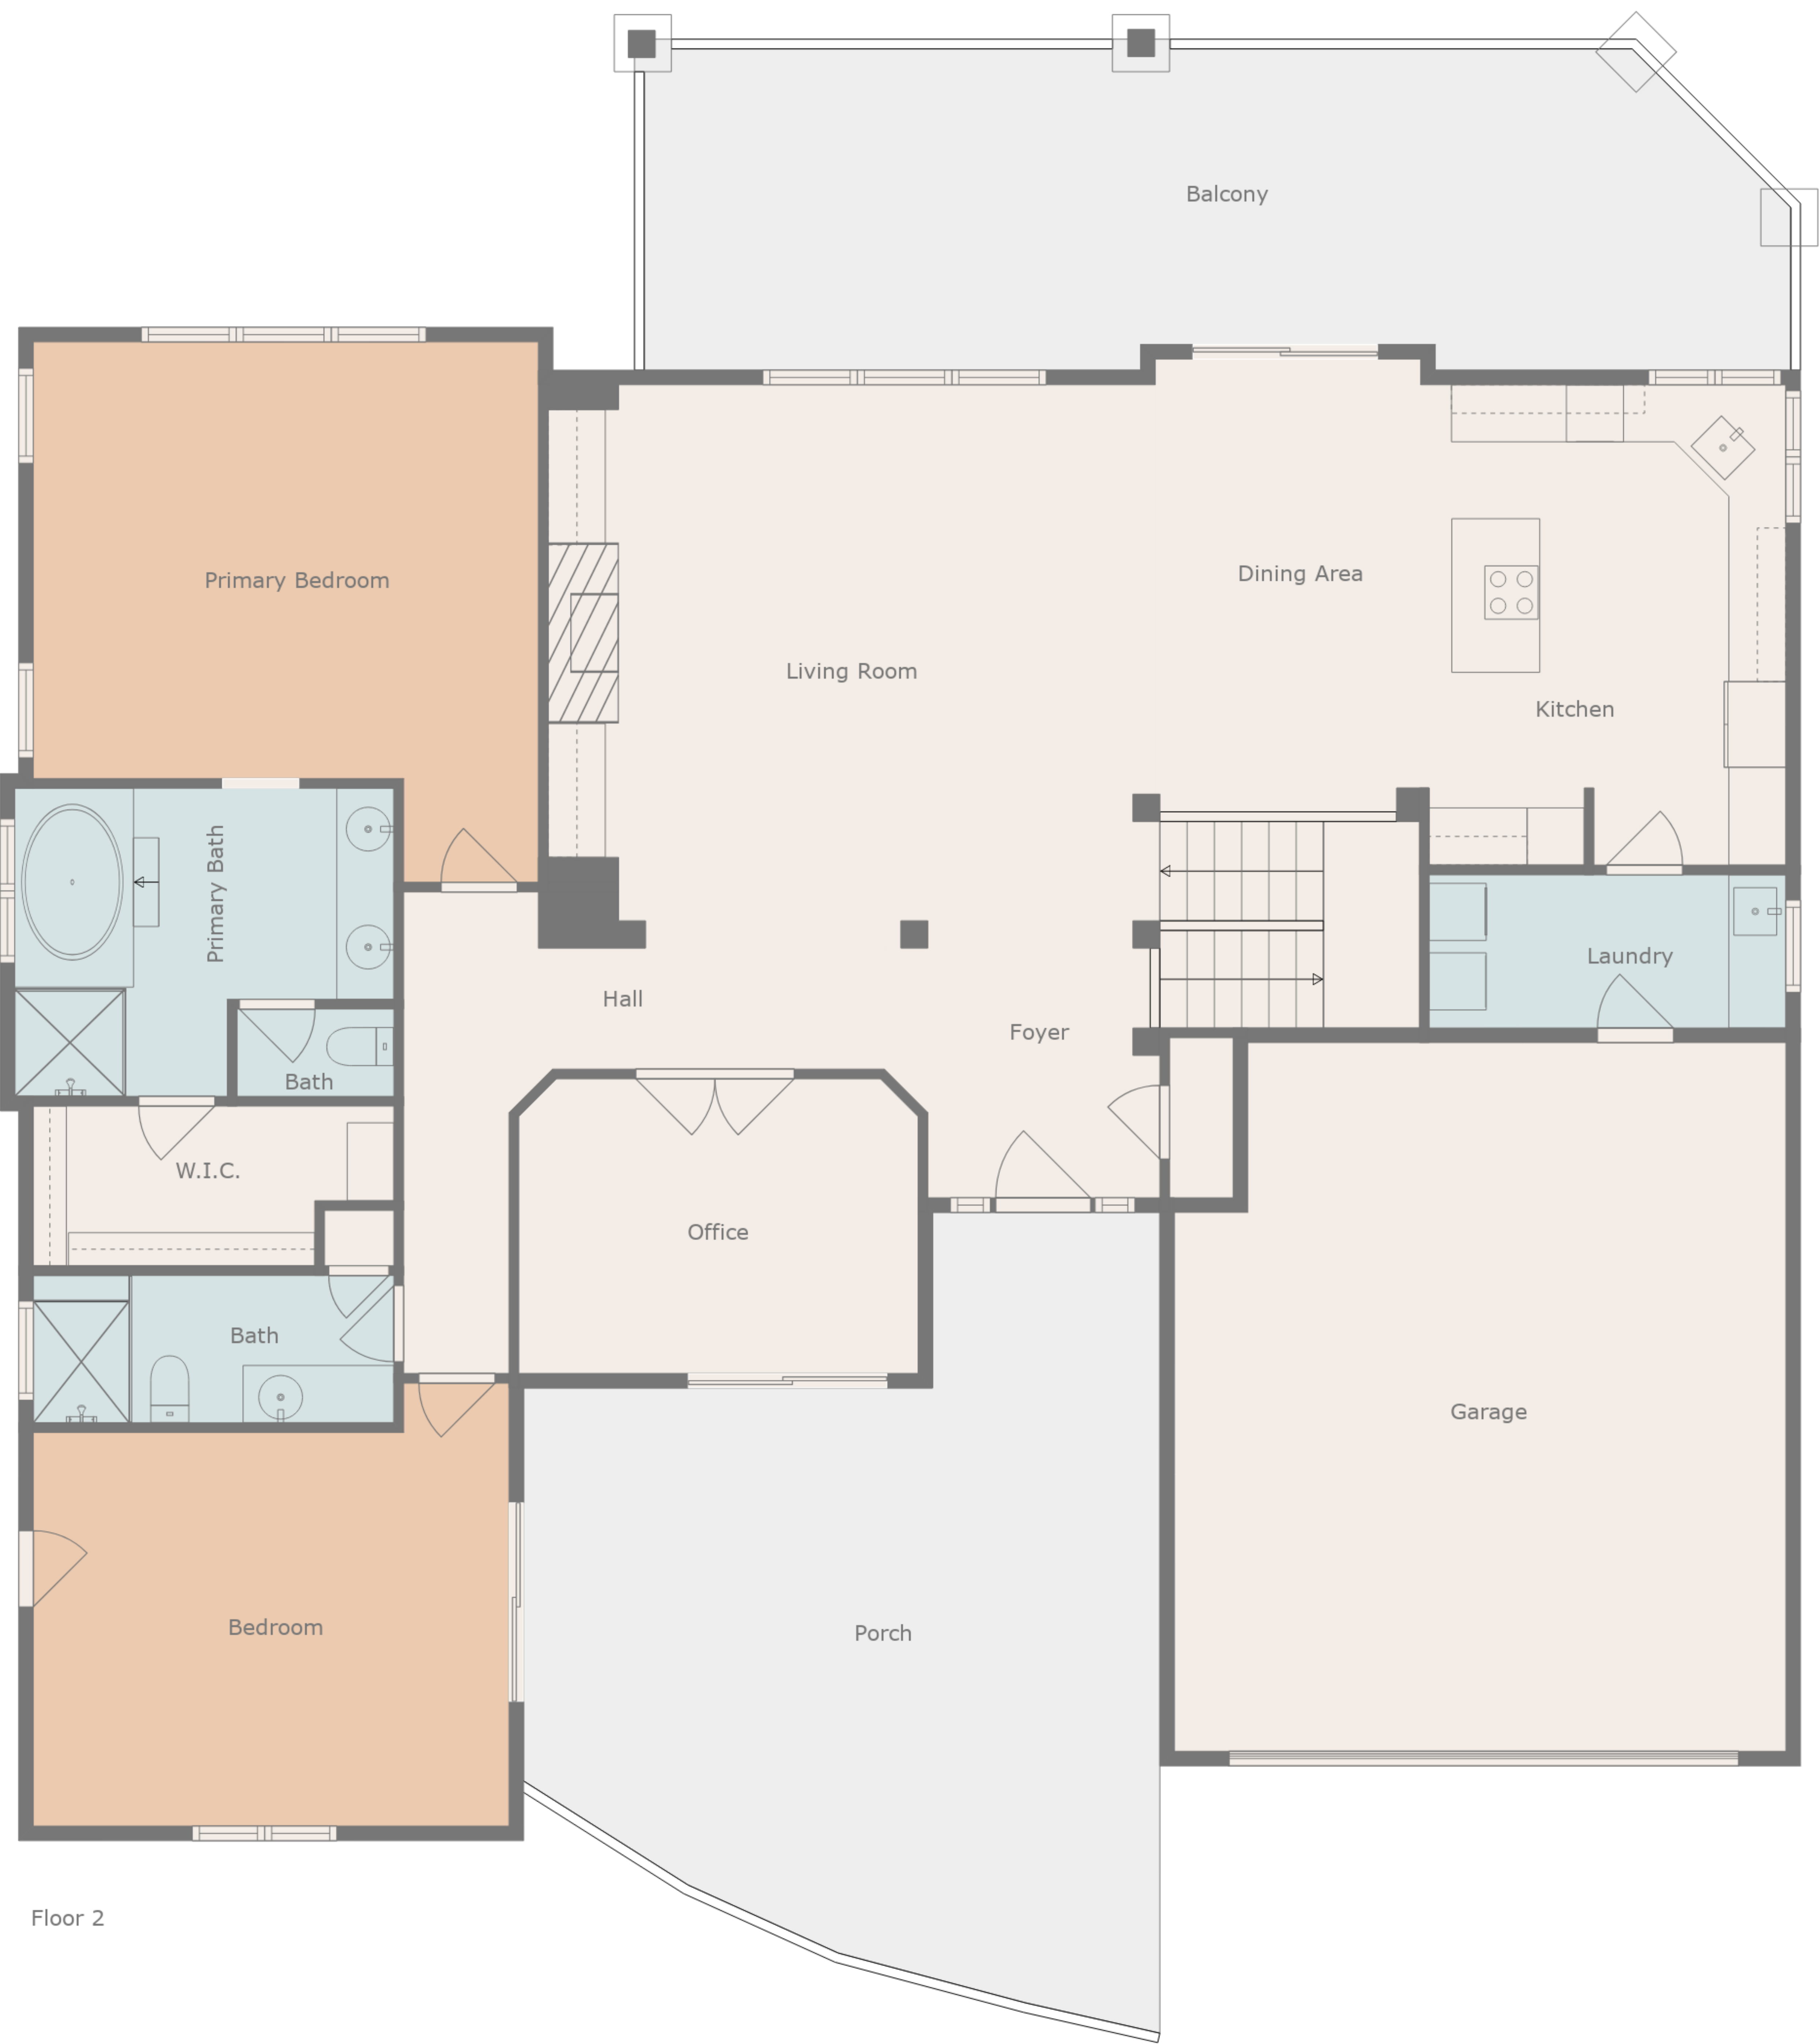 Balcony
Primary Bedroom
Dining Area
Living Room
Kitchen
Primary Bath
Laundry
Hall
Foyer
Bath
W.I.C.
Office
Bath
Garage
Bedroom
Porch
Floor 2